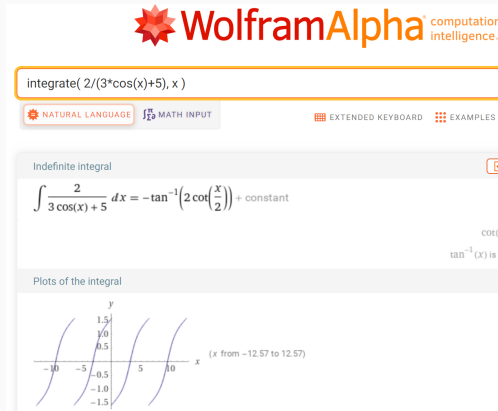 WolframAlpha computation
intelligence.
integrate( 2/(3*cos(x)+5), x )
NATURAL LANGUAGE ∫π Σ∂ MATH INPUT EXTENDED KEYBOARD EXAMPLES
Indefinite integral
∫ 2/(3 cos(x) + 5) dx = −tan⁻¹(2 cot(x/2)) + constant
cot(
tan⁻¹(x) is
Plots of the integral
y
1.5
1.0
0.5
−10 −5 5 10 x
−0.5
−1.0
−1.5
(x from −12.57 to 12.57)